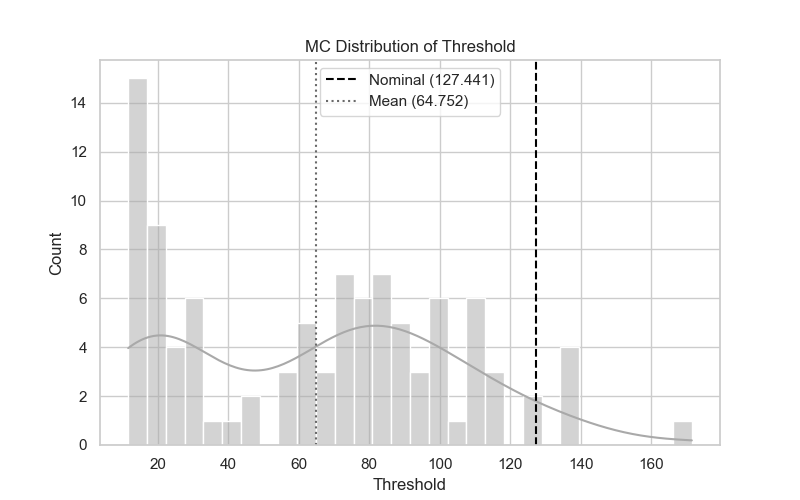 MC Distribution of Threshold
Nominal (127.441)
Mean (64.752)
Count
14
12
10
8
6
4
2
0
20 40 60 80 100 120 140 160
Threshold